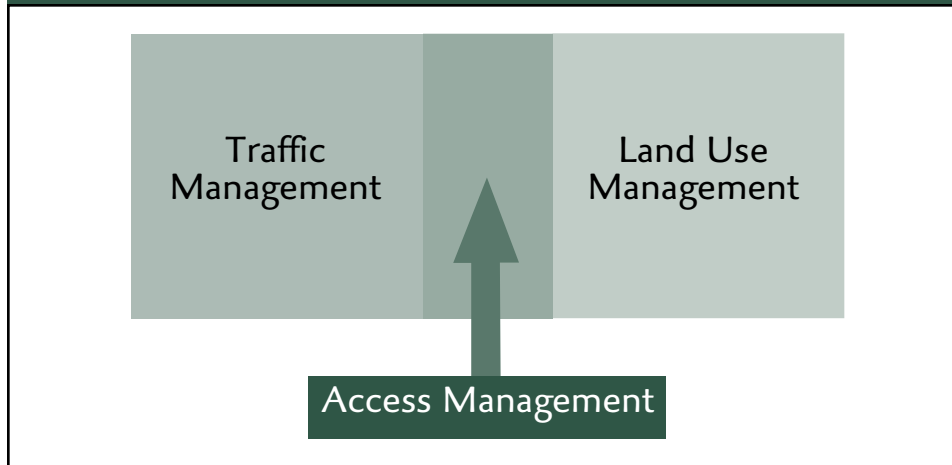 Traffic
Management
Land Use
Management
Access Management